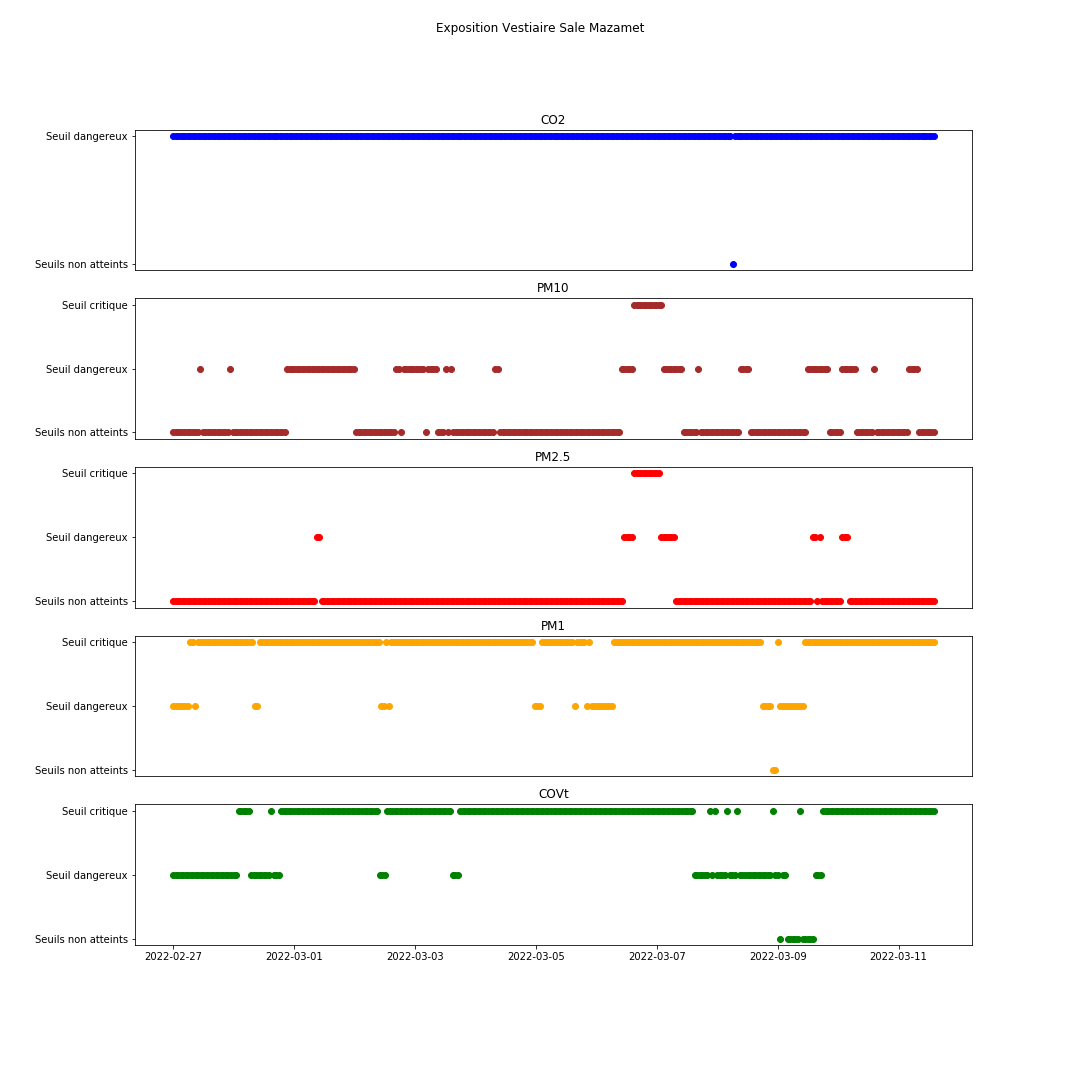 Exposition Vestiaire Sale Mazamet
CO2
Seuil dangereux
Seuils non atteints
PM10
Seuil critique
Seuil dangereux
Seuils non atteints
PM2.5
Seuil critique
Seuil dangereux
Seuils non atteints
PM1
Seuil critique
Seuil dangereux
Seuils non atteints
COVt
Seuil critique
Seuil dangereux
Seuils non atteints
2022-02-27 2022-03-01 2022-03-03 2022-03-05 2022-03-07 2022-03-09 2022-03-11